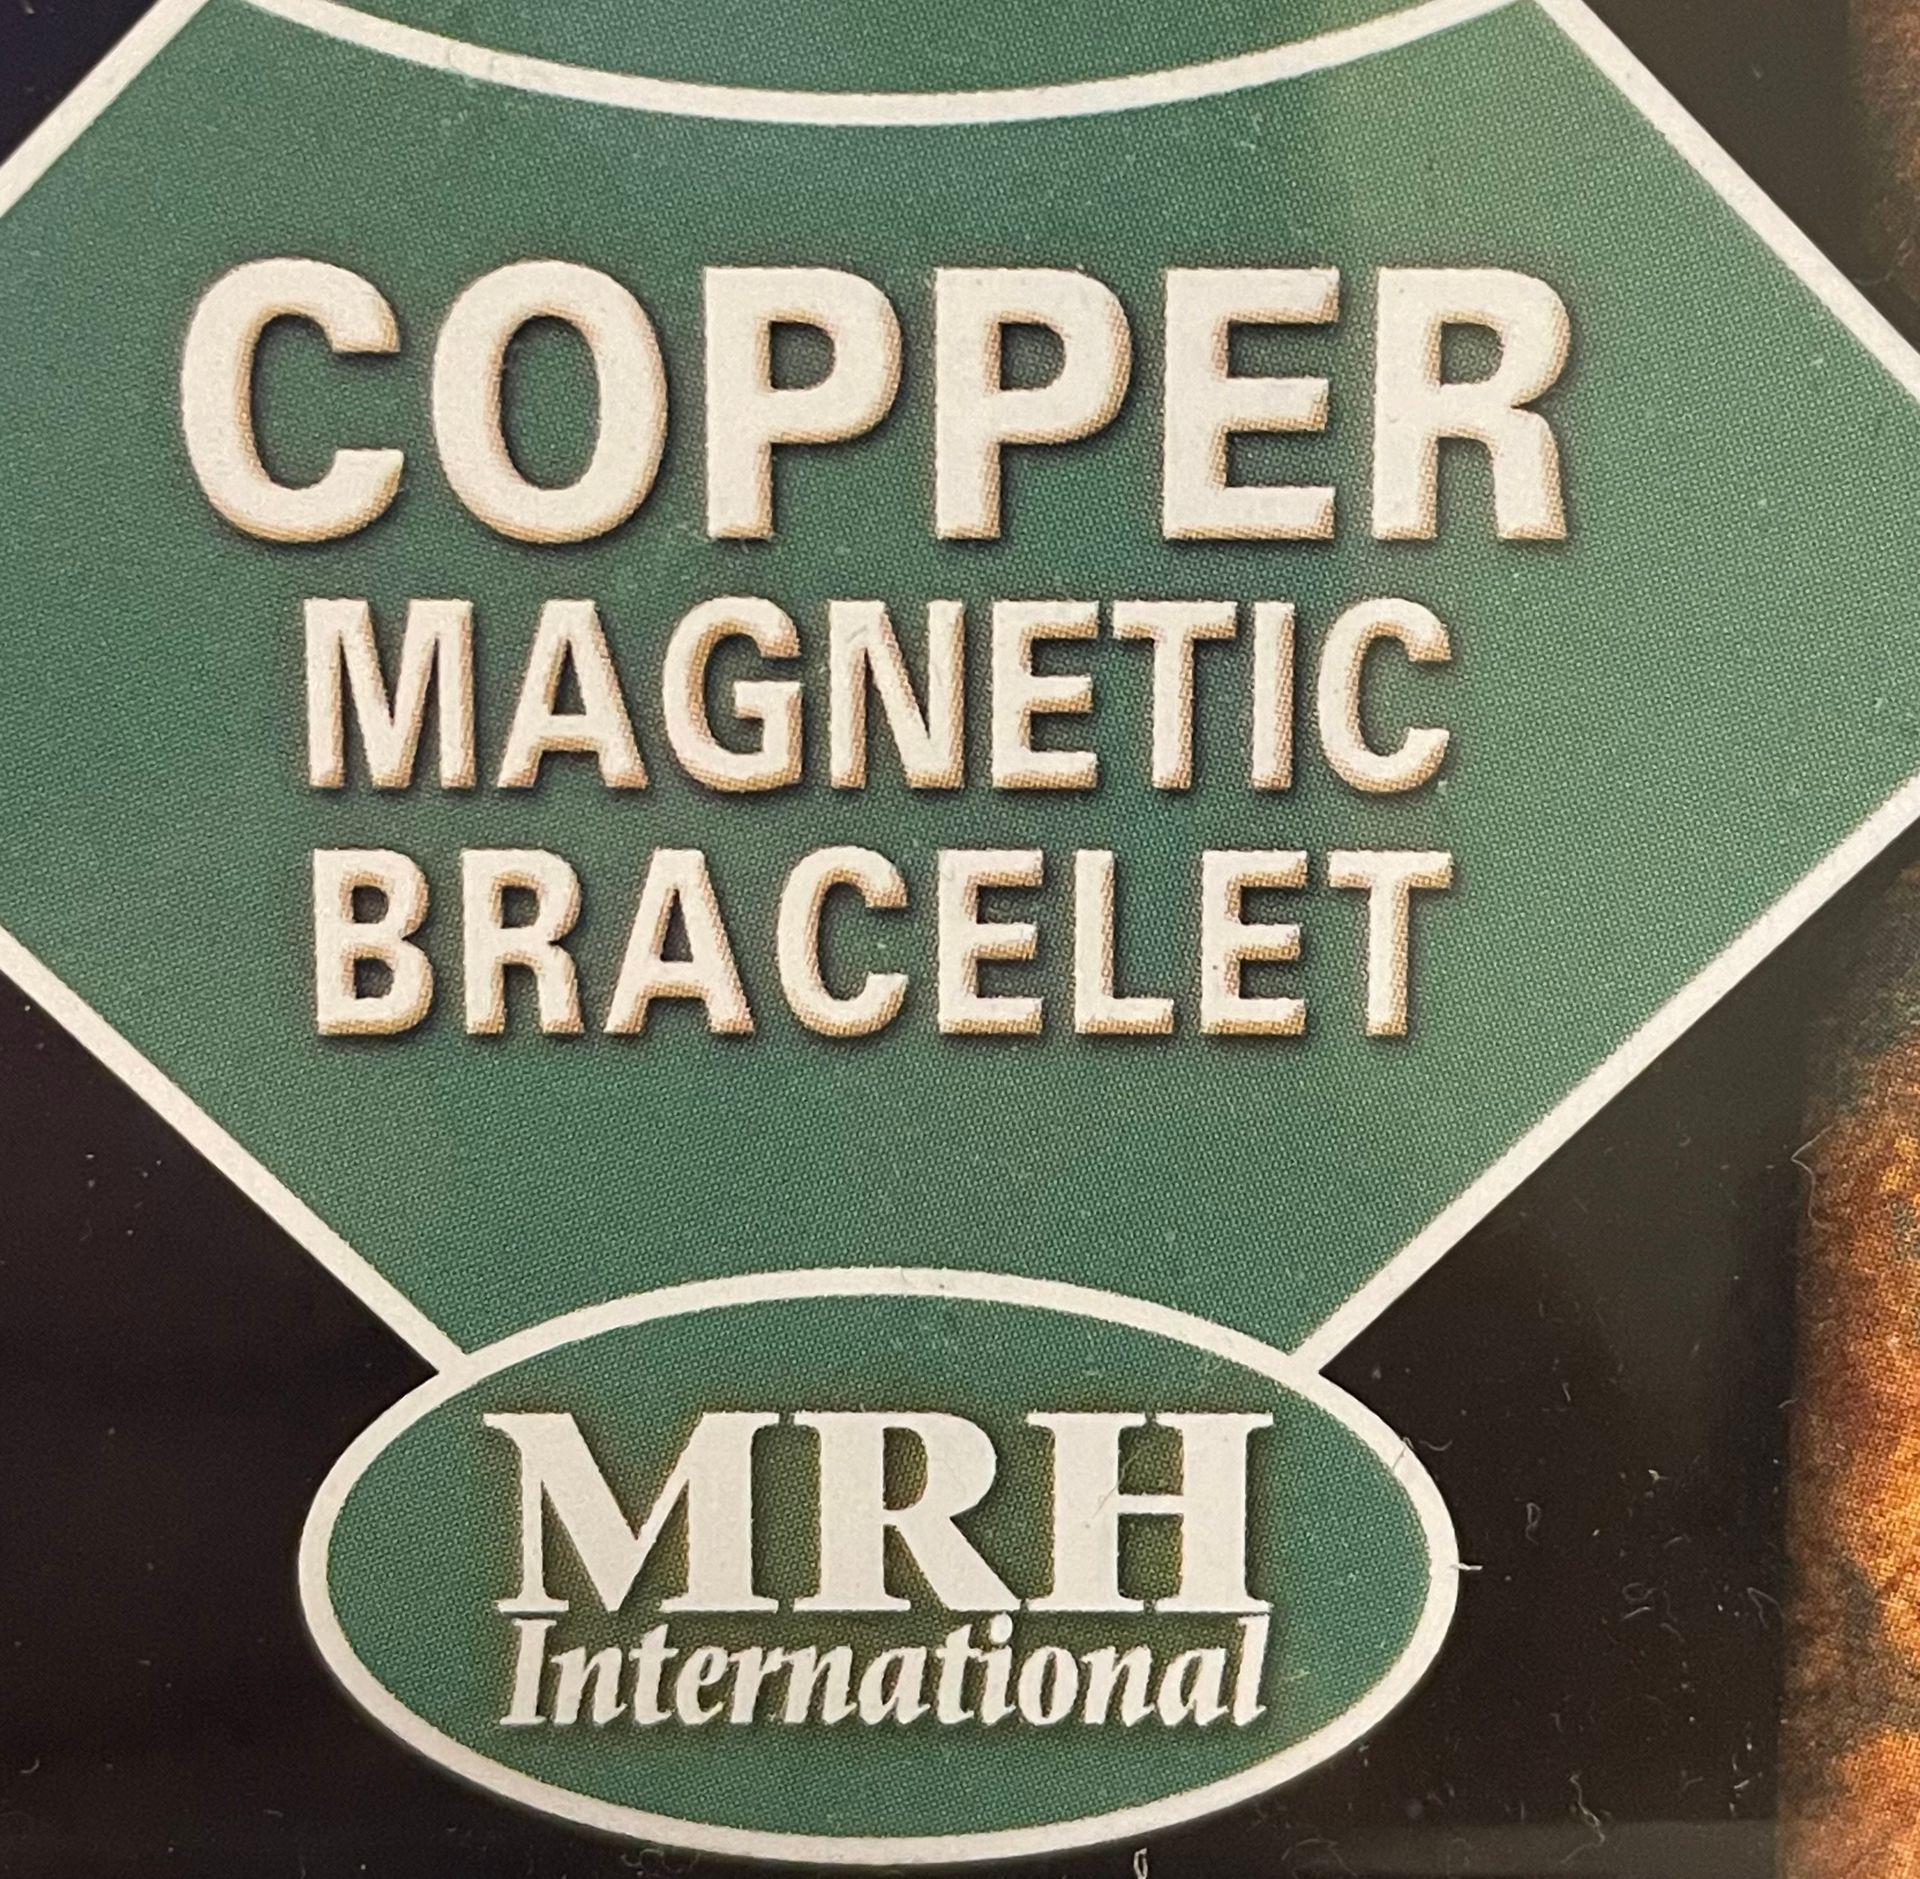 COPPER
MAGNETIC
BRACELET
MRH
International